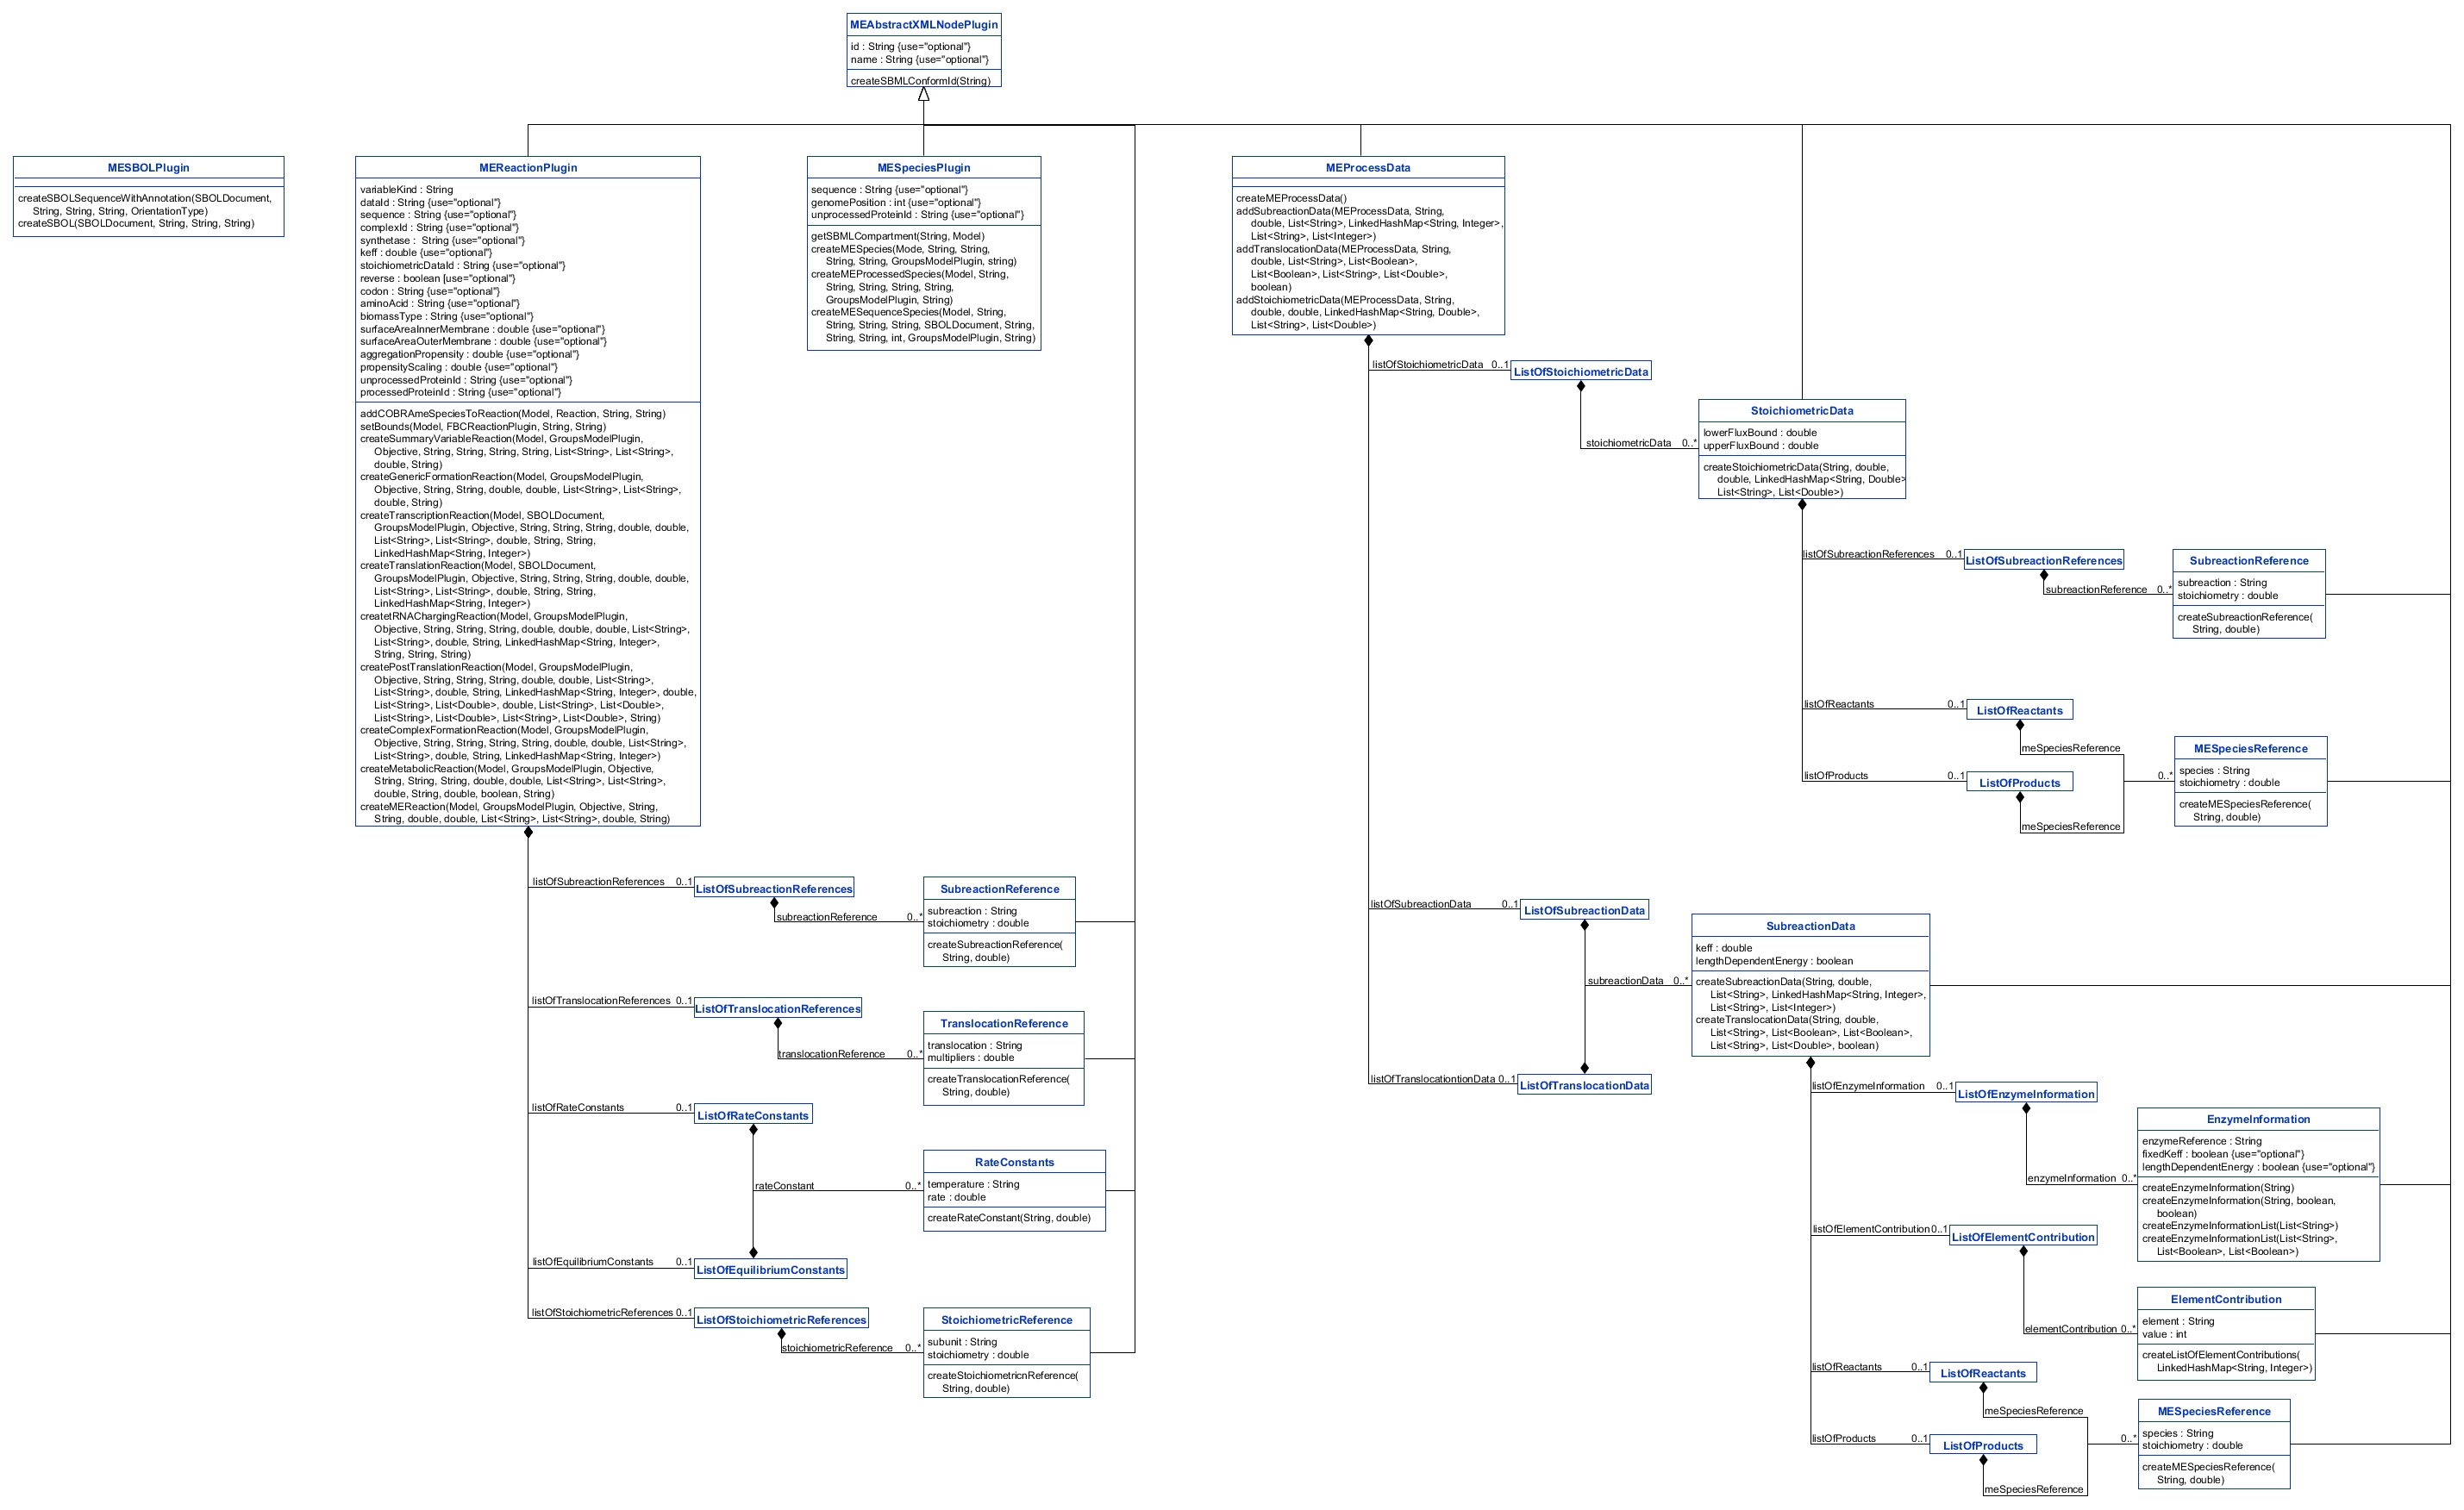 MEAbstractXMLNodePlugin
id : String {use="optional"}
name : String {use="optional"}
createSBMLConformId(String)
MESBOLPlugin
createSBOLSequenceWithAnnotation(SBOLDocument,
String, String, String, OrientationType)
createSBOL(SBOLDocument, String, String, String)
MEReactionPlugin
variableKind : String
dataId : String {use="optional"}
sequence : String {use="optional"}
complexId : String {use="optional"}
synthetase : String {use="optional"}
keff : double {use="optional"}
stoichiometricDataId : String {use="optional"}
reverse : boolean [use="optional"}
codon : String {use="optional"}
aminoAcid : String {use="optional"}
biomassType : String {use="optional"}
surfaceAreaInnerMembrane : double {use="optional"}
surfaceAreaOuterMembrane : double {use="optional"}
aggregationPropensity : double {use="optional"}
propensityScaling : double {use="optional"}
unprocessedProteinId : String {use="optional"}
processedProteinId : String {use="optional"}
addCOBRAmeSpeciesToReaction(Model, Reaction, String, String)
setBounds(Model, FBCReactionPlugin, String, String)
createSummaryVariableReaction(Model, GroupsModelPlugin,
Objective, String, String, String, String, List<String>, List<String>,
double, String)
createGenericFormationReaction(Model, GroupsModelPlugin,
Objective, String, String, double, double, List<String>, List<String>,
double, String)
createTranscriptionReaction(Model, SBOLDocument,
GroupsModelPlugin, Objective, String, String, String, double, double,
List<String>, List<String>, double, String, String,
LinkedHashMap<String, Integer>)
createTranslationReaction(Model, SBOLDocument,
GroupsModelPlugin, Objective, String, String, String, double, double,
List<String>, List<String>, double, String, String,
LinkedHashMap<String, Integer>)
createtRNAChargingReaction(Model, GroupsModelPlugin,
Objective, String, String, String, double, double, double, List<String>,
List<String>, double, String, LinkedHashMap<String, Integer>,
String, String, String)
createPostTranslationReaction(Model, GroupsModelPlugin,
Objective, String, String, String, double, double, List<String>,
List<String>, double, String, LinkedHashMap<String, Integer>, double,
List<String>, List<Double>, double, List<String>, List<Double>,
List<String>, List<Double>, List<String>, List<Double>, String)
createComplexFormationReaction(Model, GroupsModelPlugin,
Objective, String, String, String, String, double, double, List<String>,
List<String>, double, String, LinkedHashMap<String, Integer>)
createMetabolicReaction(Model, GroupsModelPlugin, Objective,
String, String, String, double, double, List<String>, List<String>,
double, String, double, boolean, String)
createMEReaction(Model, GroupsModelPlugin, Objective, String,
String, double, double, List<String>, List<String>, double, String)
MESpeciesPlugin
sequence : String {use="optional"}
genomePosition : int {use="optional"}
unprocessedProteinId : String {use="optional"}
getSBMLCompartment(String, Model)
createMESpecies(Mode, String, String,
String, String, GroupsModelPlugin, string)
createMEProcessedSpecies(Model, String,
String, String, String, String,
GroupsModelPlugin, String)
createMESequenceSpecies(Model, String,
String, String, String, SBOLDocument, String,
String, String, int, GroupsModelPlugin, String)
MEProcessData
createMEProcessData()
addSubreactionData(MEProcessData, String,
double, List<String>, LinkedHashMap<String, Integer>,
List<String>, List<Integer>)
addTranslocationData(MEProcessData, String,
double, List<String>, List<Boolean>,
List<Boolean>, List<String>, List<Double>,
boolean)
addStoichiometricData(MEProcessData, String,
double, double, LinkedHashMap<String, Double>,
List<String>, List<Double>)
listOfStoichiometricData 0..1
ListOfStoichiometricData
stoichiometricData 0..*
StoichiometricData
lowerFluxBound : double
upperFluxBound : double
createStoichiometricData(String, double,
double, LinkedHashMap<String, Double>
List<String>, List<Double>)
listOfSubreactionReferences 0..1
ListOfSubreactionReferences
subreactionReference 0..*
SubreactionReference
subreaction : String
stoichiometry : double
createSubreactionReference(
String, double)
listOfReactants 0..1
ListOfReactants
meSpeciesReference
listOfProducts 0..1
ListOfProducts
meSpeciesReference
0..*
MESpeciesReference
species : String
stoichiometry : double
createMESpeciesReference(
String, double)
listOfSubreactionReferences 0..1
ListOfSubreactionReferences
subreactionReference 0..*
SubreactionReference
subreaction : String
stoichiometry : double
createSubreactionReference(
String, double)
listOfTranslocationReferences 0..1
ListOfTranslocationReferences
translocationReference 0..*
TranslocationReference
translocation : String
multipliers : double
createTranslocationReference(
String, double)
listOfRateConstants 0..1
ListOfRateConstants
rateConstant 0..*
RateConstants
temperature : String
rate : double
createRateConstant(String, double)
listOfEquilibriumConstants 0..1
ListOfEquilibriumConstants
listOfStoichiometricReferences 0..1
ListOfStoichiometricReferences
stoichiometricReference 0..*
StoichiometricReference
subunit : String
stoichiometry : double
createStoichiometricnReference(
String, double)
listOfSubreactionData 0..1
ListOfSubreactionData
subreactionData 0..*
listOfTranslocationtionData 0..1
ListOfTranslocationData
SubreactionData
keff : double
lengthDependentEnergy : boolean
createSubreactionData(String, double,
List<String>, LinkedHashMap<String, Integer>,
List<String>, List<Integer>)
createTranslocationData(String, double,
List<String>, List<Boolean>, List<Boolean>,
List<String>, List<Double>, boolean)
listOfEnzymeInformation 0..1
ListOfEnzymeInformation
enzymeInformation 0..*
EnzymeInformation
enzymeReference : String
fixedKeff : boolean {use="optional"}
lengthDependentEnergy : boolean {use="optional"}
createEnzymeInformation(String)
createEnzymeInformation(String, boolean,
boolean)
createEnzymeInformationList(List<String>)
createEnzymeInformationList(List<String>,
List<Boolean>, List<Boolean>)
listOfElementContribution 0..1
ListOfElementContribution
elementContribution 0..*
ElementContribution
element : String
value : int
createListOfElementContributions(
LinkedHashMap<String, Integer>)
listOfReactants 0..1
ListOfReactants
meSpeciesReference
listOfProducts 0..1
ListOfProducts
meSpeciesReference
0..*
MESpeciesReference
species : String
stoichiometry : double
createMESpeciesReference(
String, double)